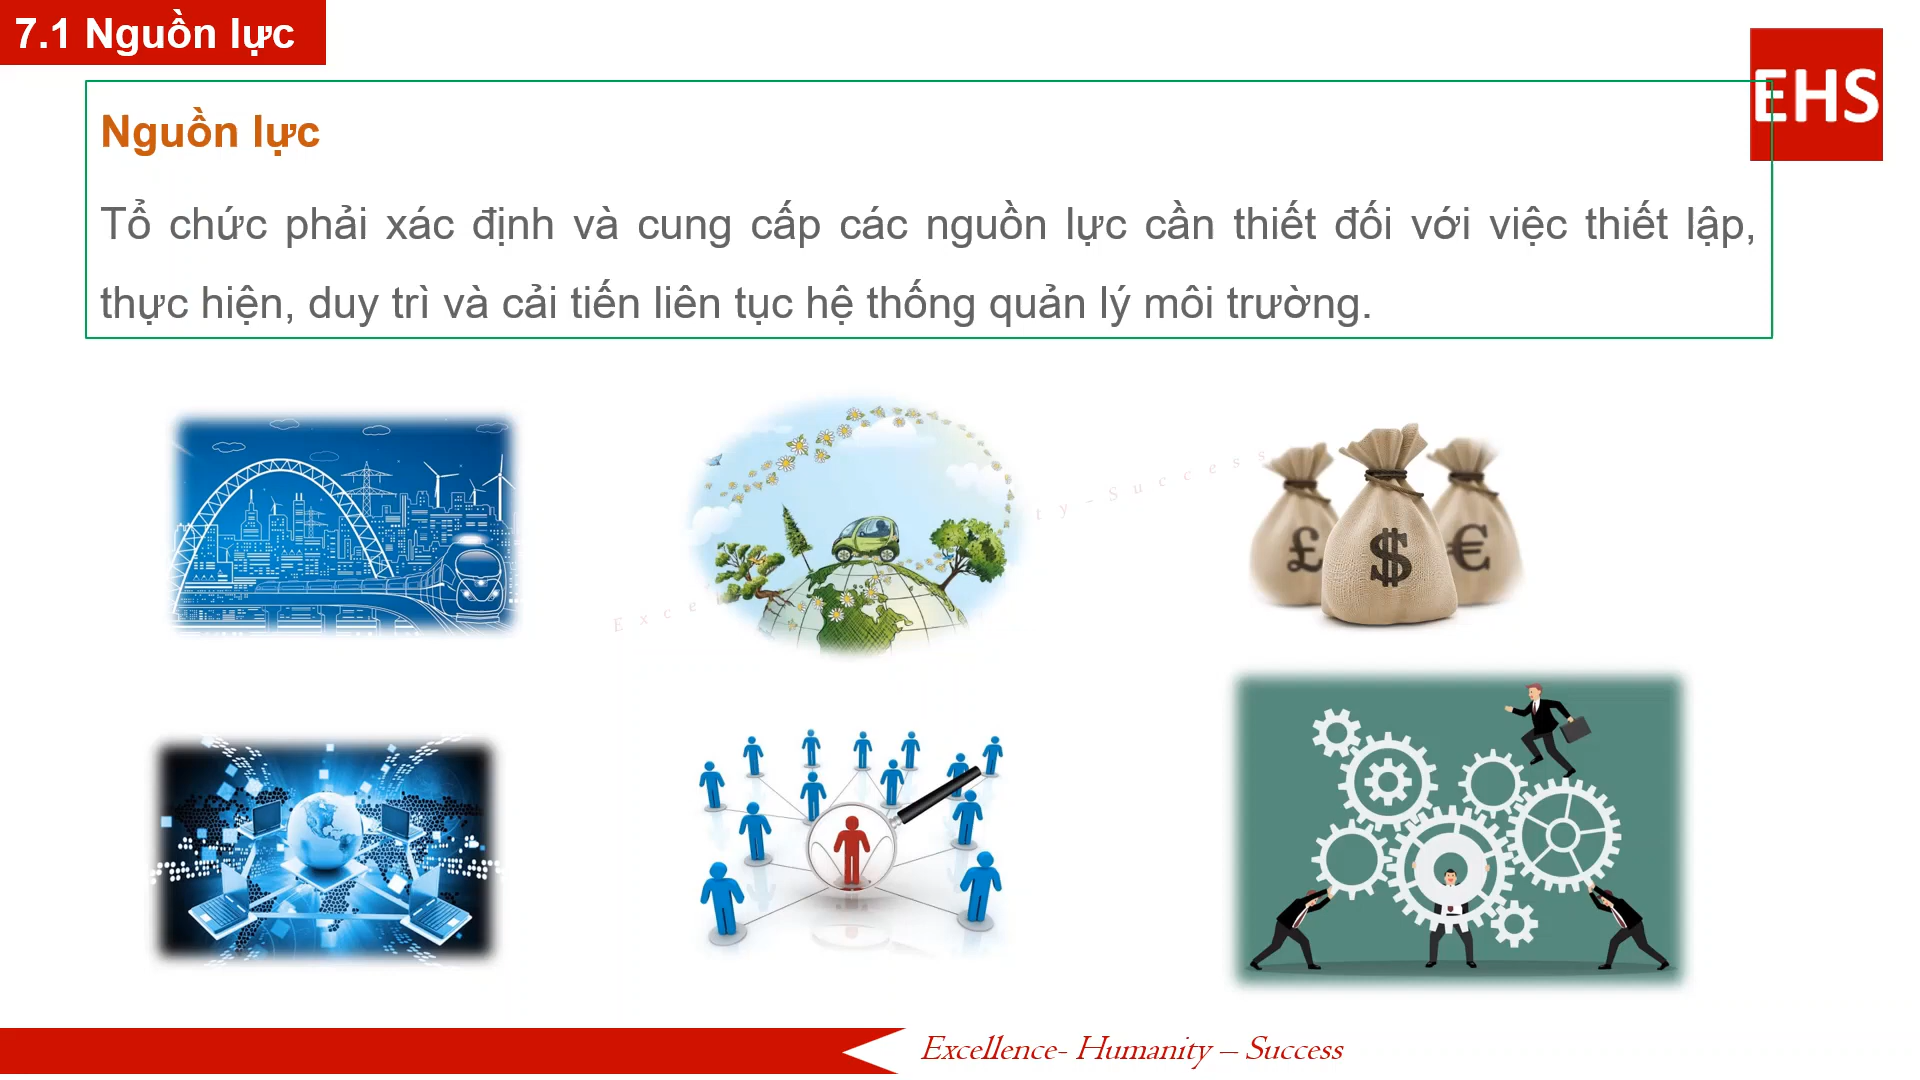 7.1 Nguồn lực
EHS
Nguồn lực
Tổ chức phải xác định và cung cấp các nguồn lực cần thiết đối với việc thiết lập,
thực hiện, duy trì và cải tiến liên tục hệ thống quản lý môi trường.
£ $ €
Excellence- Humanity – Success